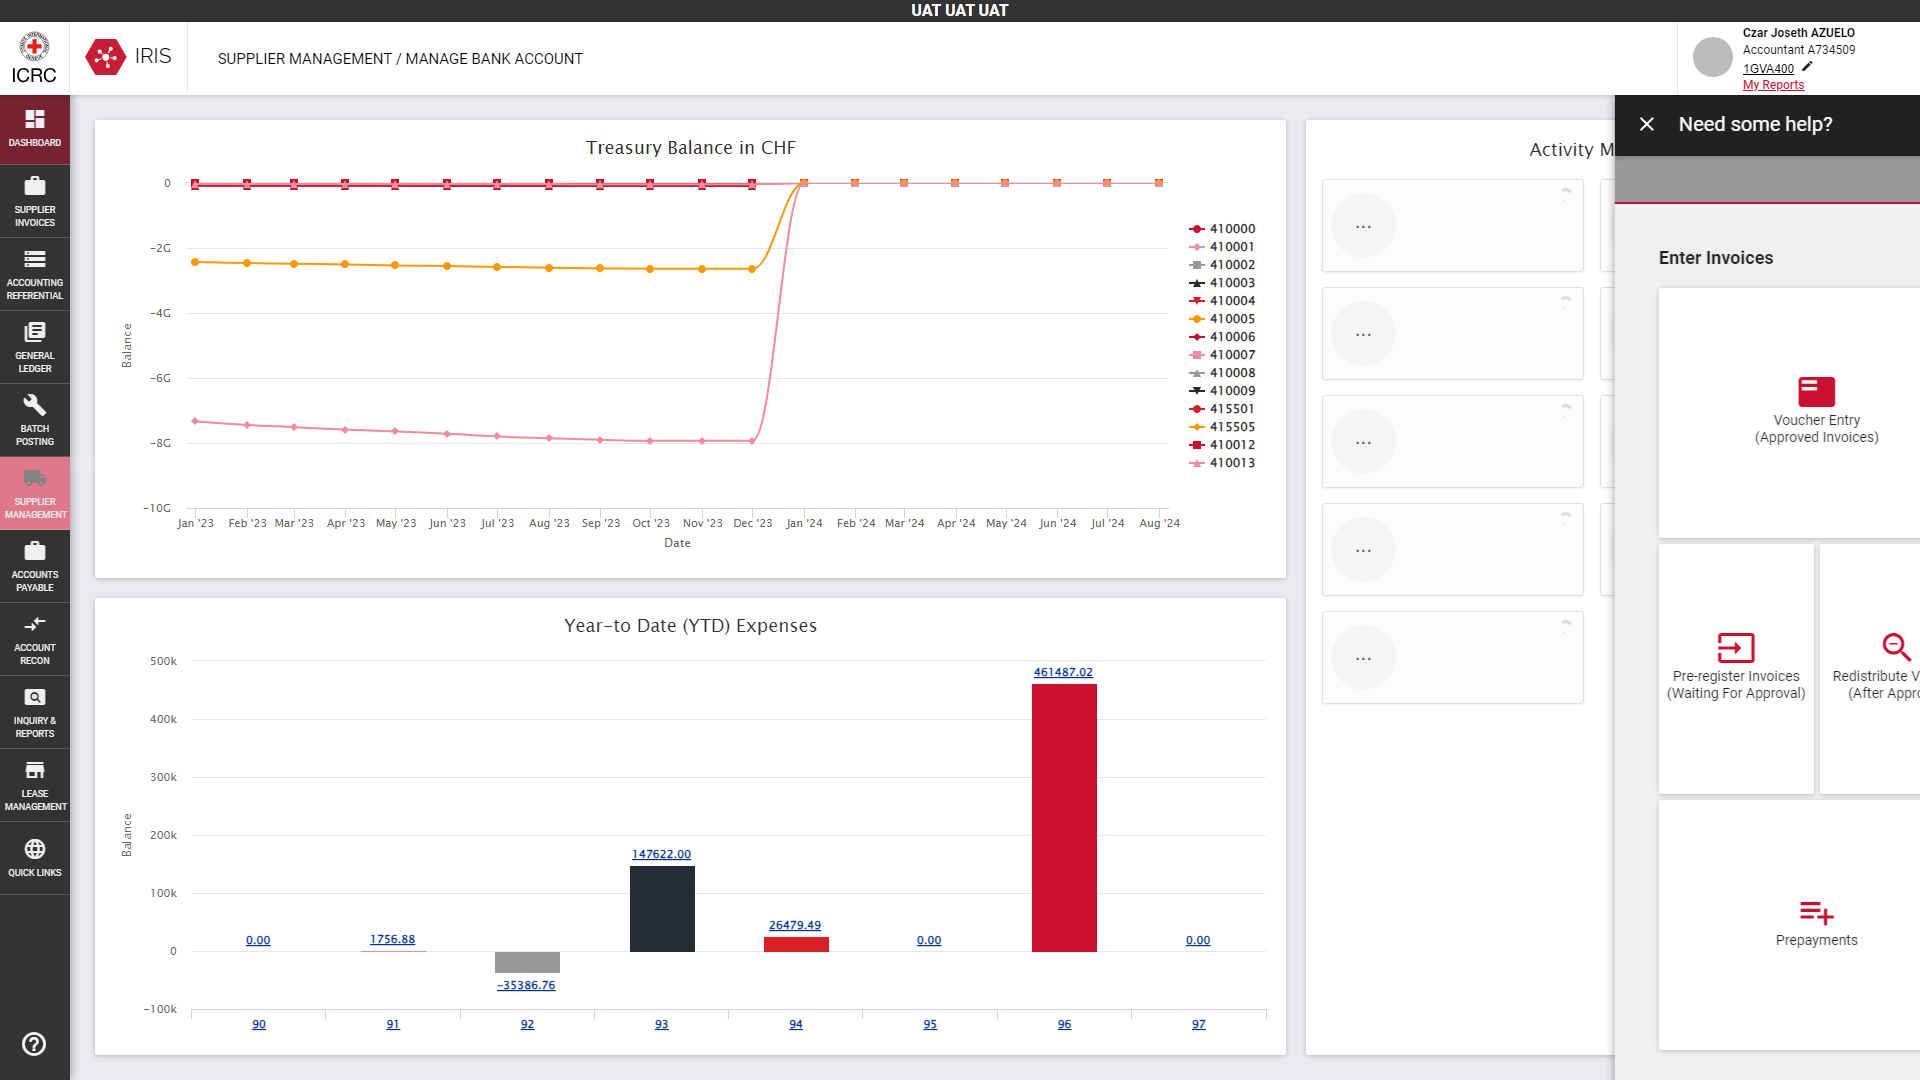 UAT UAT UAT
ICRC
IRIS
SUPPLIER MANAGEMENT / MANAGE BANK ACCOUNT
Czar Joseth AZUELO
Accountant A734509
1GVA400
My Reports
DASHBOARD
SUPPLIER
INVOICES
ACCOUNTING
REFERENTIAL
GENERAL
LEDGER
BATCH
POSTING
SUPPLIER
MANAGEMENT
ACCOUNTS
PAYABLE
ACCOUNT
RECON
INQUIRY &
REPORTS
LEASE
MANAGEMENT
QUICK LINKS
Treasury Balance in CHF
0
-2G
-4G
-6G
-8G
-10G
Balance
Jan '23 Feb '23 Mar '23 Apr '23 May '23 Jun '23 Jul '23 Aug '23 Sep '23 Oct '23 Nov '23 Dec '23 Jan '24 Feb '24 Mar '24 Apr '24 May '24 Jun '24 Jul '24 Aug '24
Date
410000
410001
410002
410003
410004
410005
410006
410007
410008
410009
415501
415505
410012
410013
Year-to Date (YTD) Expenses
500k
400k
300k
200k
100k
0
-100k
Balance
0.00
1756.88
-35386.76
147622.00
26479.49
0.00
461487.02
0.00
90 91 92 93 94 95 96 97
Activity M
...
...
...
...
...
Need some help?
Enter Invoices
Voucher Entry
(Approved Invoices)
Pre-register Invoices
(Waiting For Approval)
Redistribute V
(After Appro
Prepayments